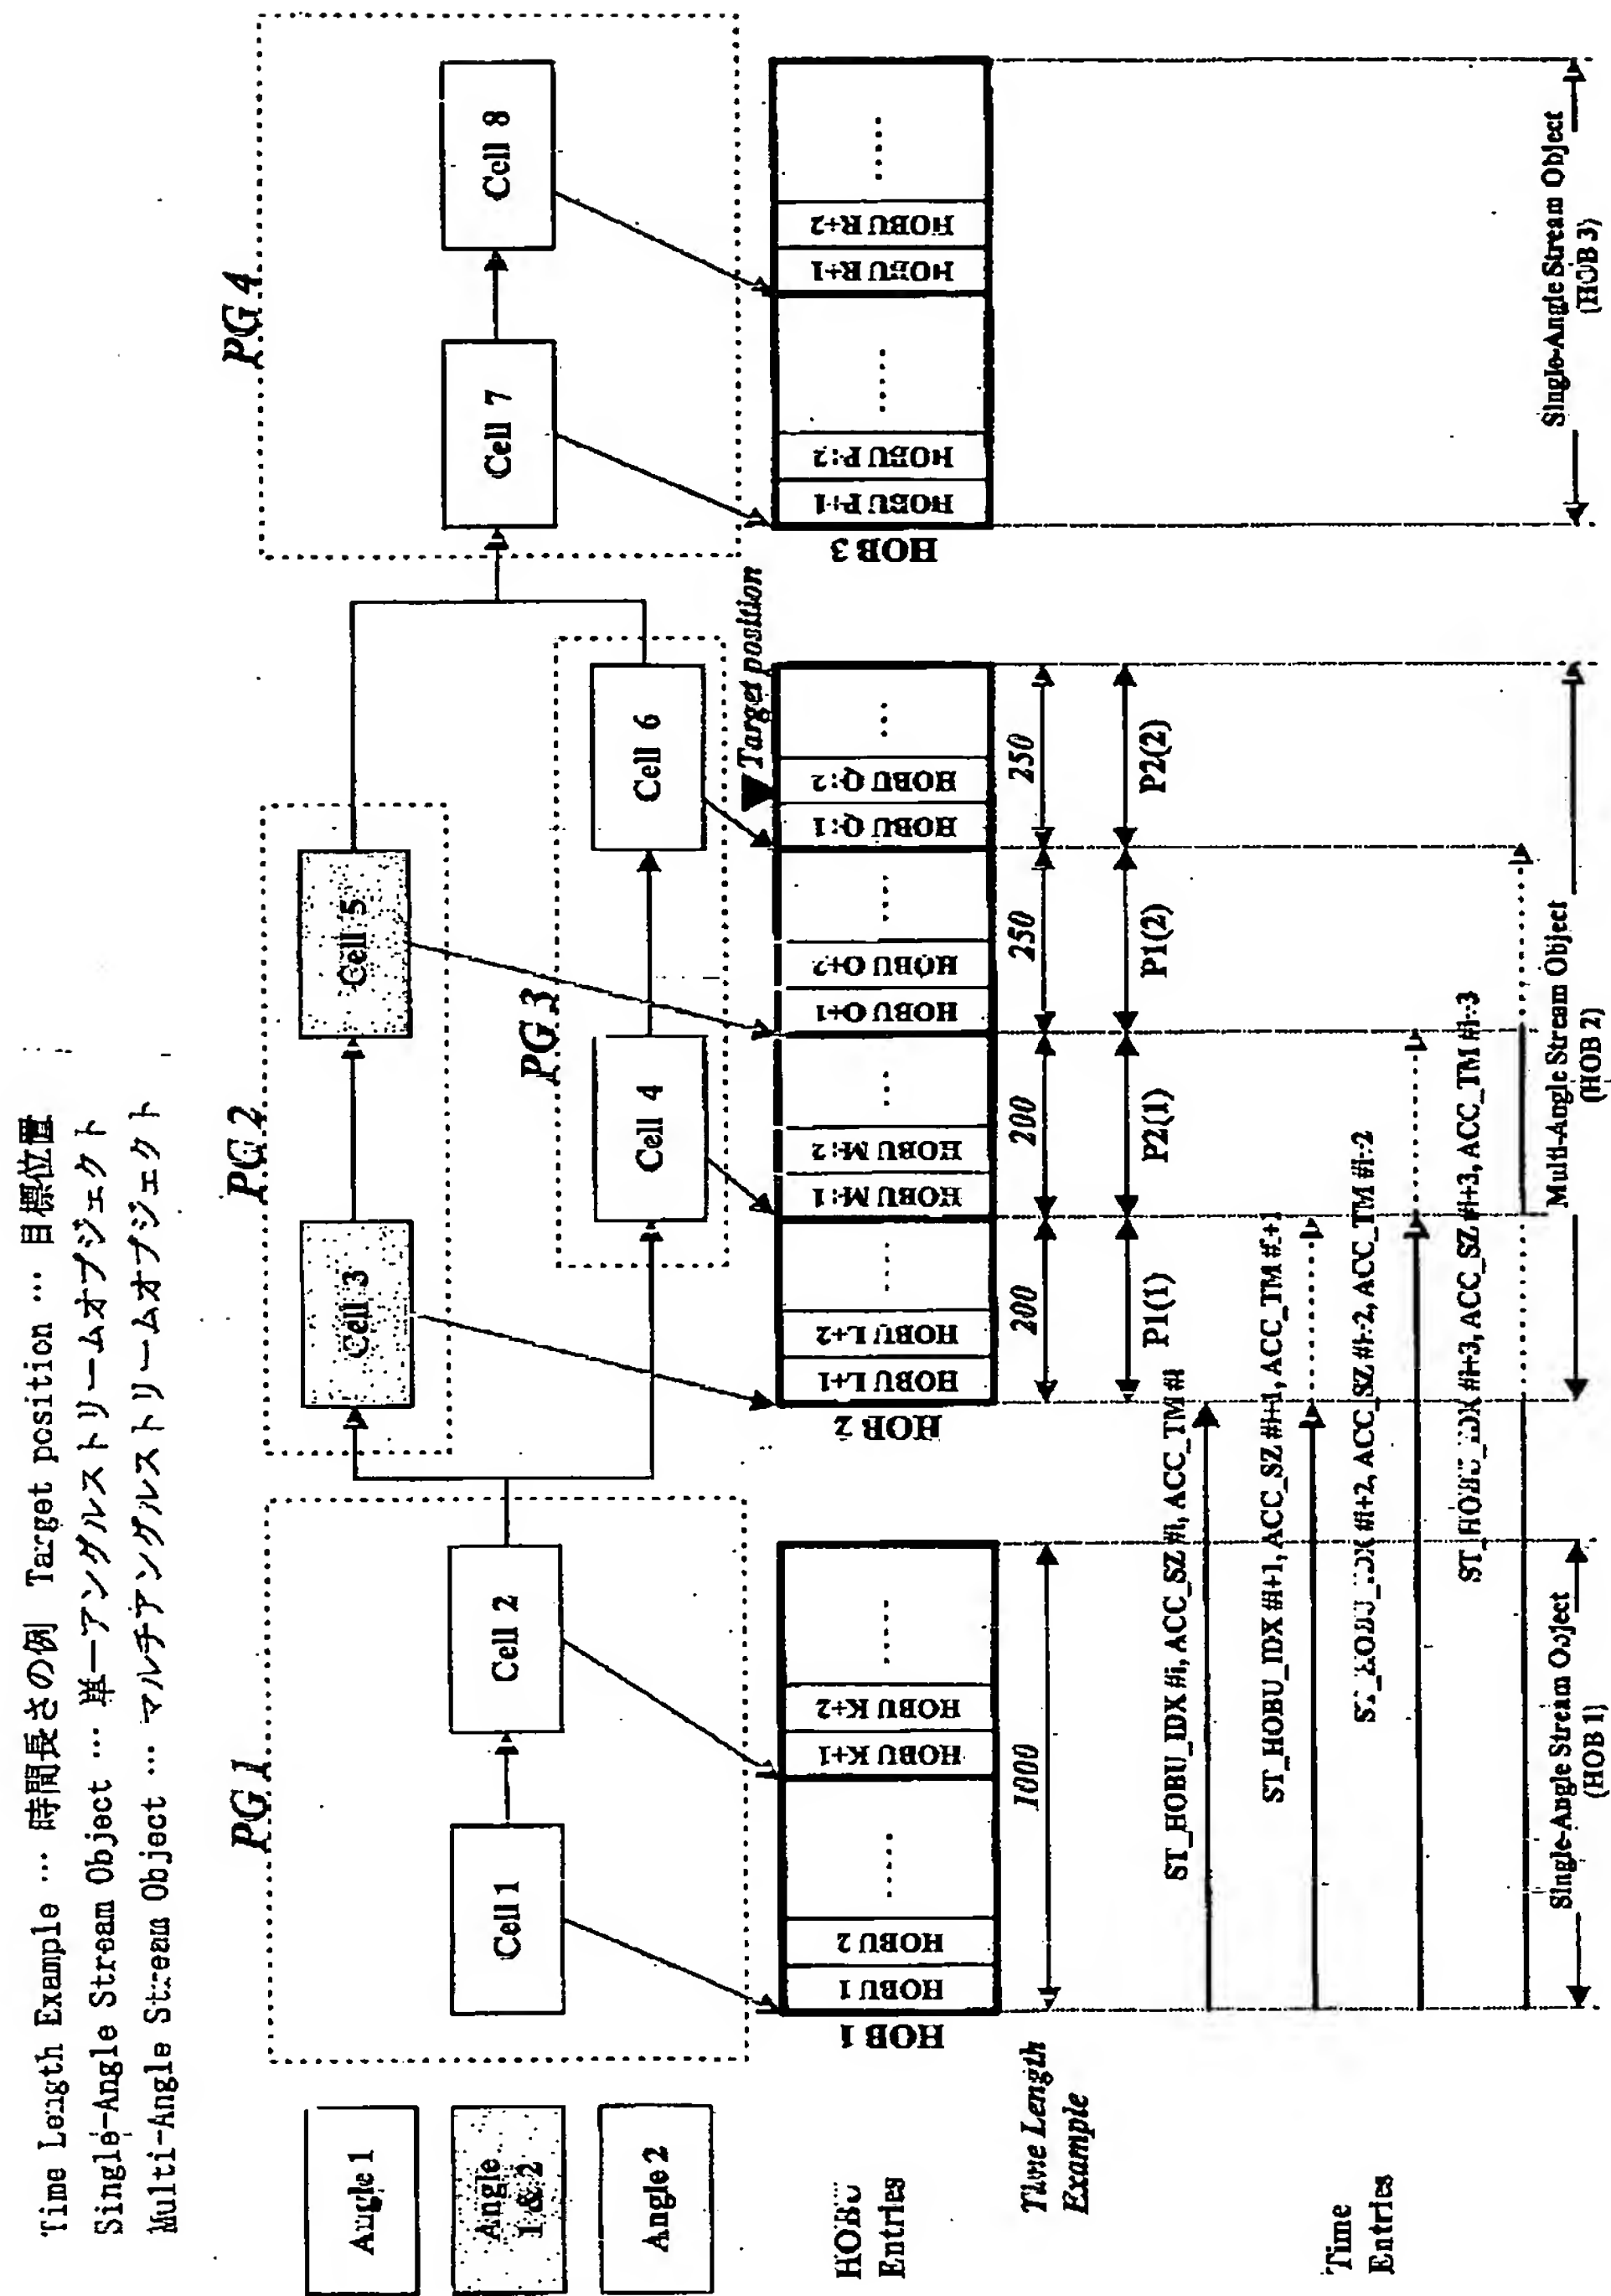 Time Length Example … 時間長さの例 Target position … 目標位置
Single-Angle Stream Object … 単一アングルストリームオブジェクト
Multi-Angle Stream Object … マルチアングルストリームオブジェクト
PG 1
PG 2
PG 3
PG 4
Angle 1
Angle 1 & 2
Angle 2
Cell 1
Cell 2
Cell 3
Cell 4
Cell 5
Cell 6
Cell 7
Cell 8
Target position
HOBU
Entries
HOB 1
HOBU 1
HOBU 2
……
HOBU K+1
HOBU K+2
……
HOB 2
HOBU L+1
HOBU L+2
…
HOBU M+1
HOBU M+2
…
HOBU O+1
HOBU O+2
…
HOBU Q+1
HOBU Q+2
…
HOB 3
HOBU P+1
HOBU P+2
……
HOBU R+1
HOBU R+2
……
Time Length
Example
1000
200
200
250
250
P1(1)
P2(1)
P1(2)
P2(2)
Time
Entries
ST_HOBU_IDX #i, ACC_SZ #i, ACC_TM #i
ST_HOBU_IDX #i+1, ACC_SZ #i+1, ACC_TM #i+1
ST_HOBU_IDX #i+2, ACC_SZ #i+2, ACC_TM #i+2
ST_HOBU_IDX #i+3, ACC_SZ #i+3, ACC_TM #i+3
Single-Angle Stream Object
(HOB 1)
Multi-Angle Stream Object
(HOB 2)
Single-Angle Stream Object
(HOB 3)